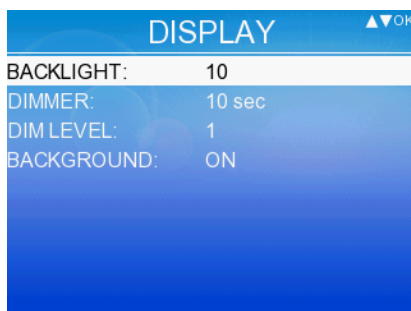 DISPLAY ▲▼OK
BACKLIGHT: 10
DIMMER: 10 sec
DIM LEVEL: 1
BACKGROUND: ON